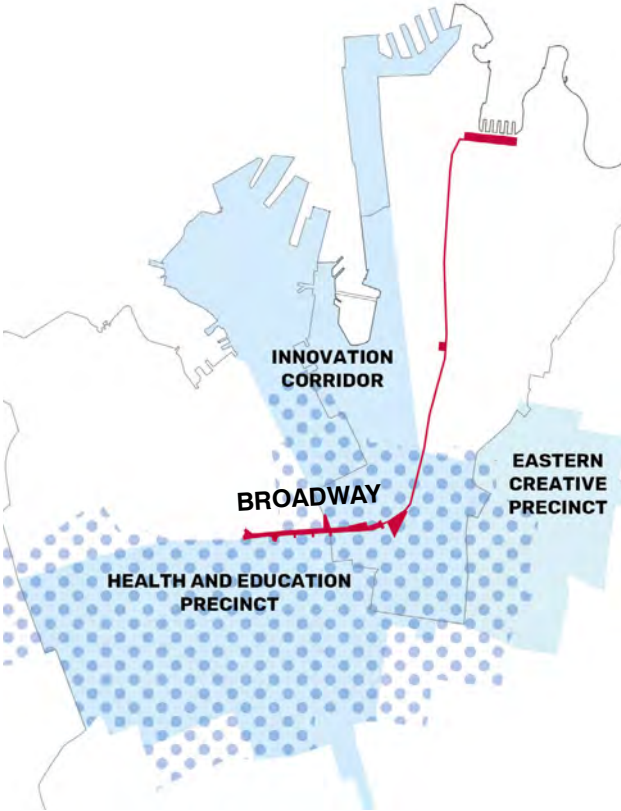 INNOVATION
CORRIDOR
EASTERN
CREATIVE
PRECINCT
BROADWAY
HEALTH AND EDUCATION
PRECINCT